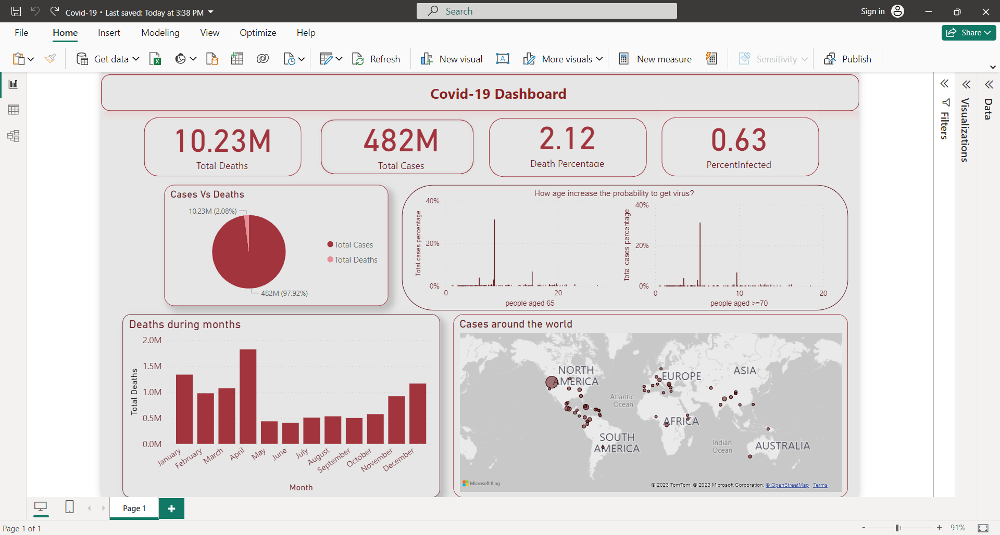 Covid-19 • Last saved: Today at 3:38 PM
Search
Sign in
File
Home
Insert
Modeling
View
Optimize
Help
Share
Get data
Refresh
New visual
More visuals
New measure
Sensitivity
Publish
Covid-19 Dashboard
10.23M
Total Deaths
482M
Total Cases
2.12
Death Percentage
0.63
PercentInfected
Filters
Visualizations
Data
Cases Vs Deaths
10.23M (2.08%)
482M (97.92%)
Total Cases
Total Deaths
How age increase the probability to get virus?
Total cases percentage
40%
20%
0%
0
20
people aged 65
Total cases percentage
40%
20%
0%
0
10
20
people aged >=70
Deaths during months
Total Deaths
2.0M
1.5M
1.0M
0.5M
0.0M
January
February
March
April
May
June
July
August
September
October
November
December
Month
Cases around the world
NORTH
AMERICA
EUROPE
ASIA
Atlantic
Ocean
AFRICA
SOUTH
AMERICA
Indian
Ocean
AUSTRALIA
Microsoft Bing
© 2023 TomTom, © 2023 Microsoft Corporation, © OpenStreetMap Terms
Page 1
Page 1 of 1
- + 91%